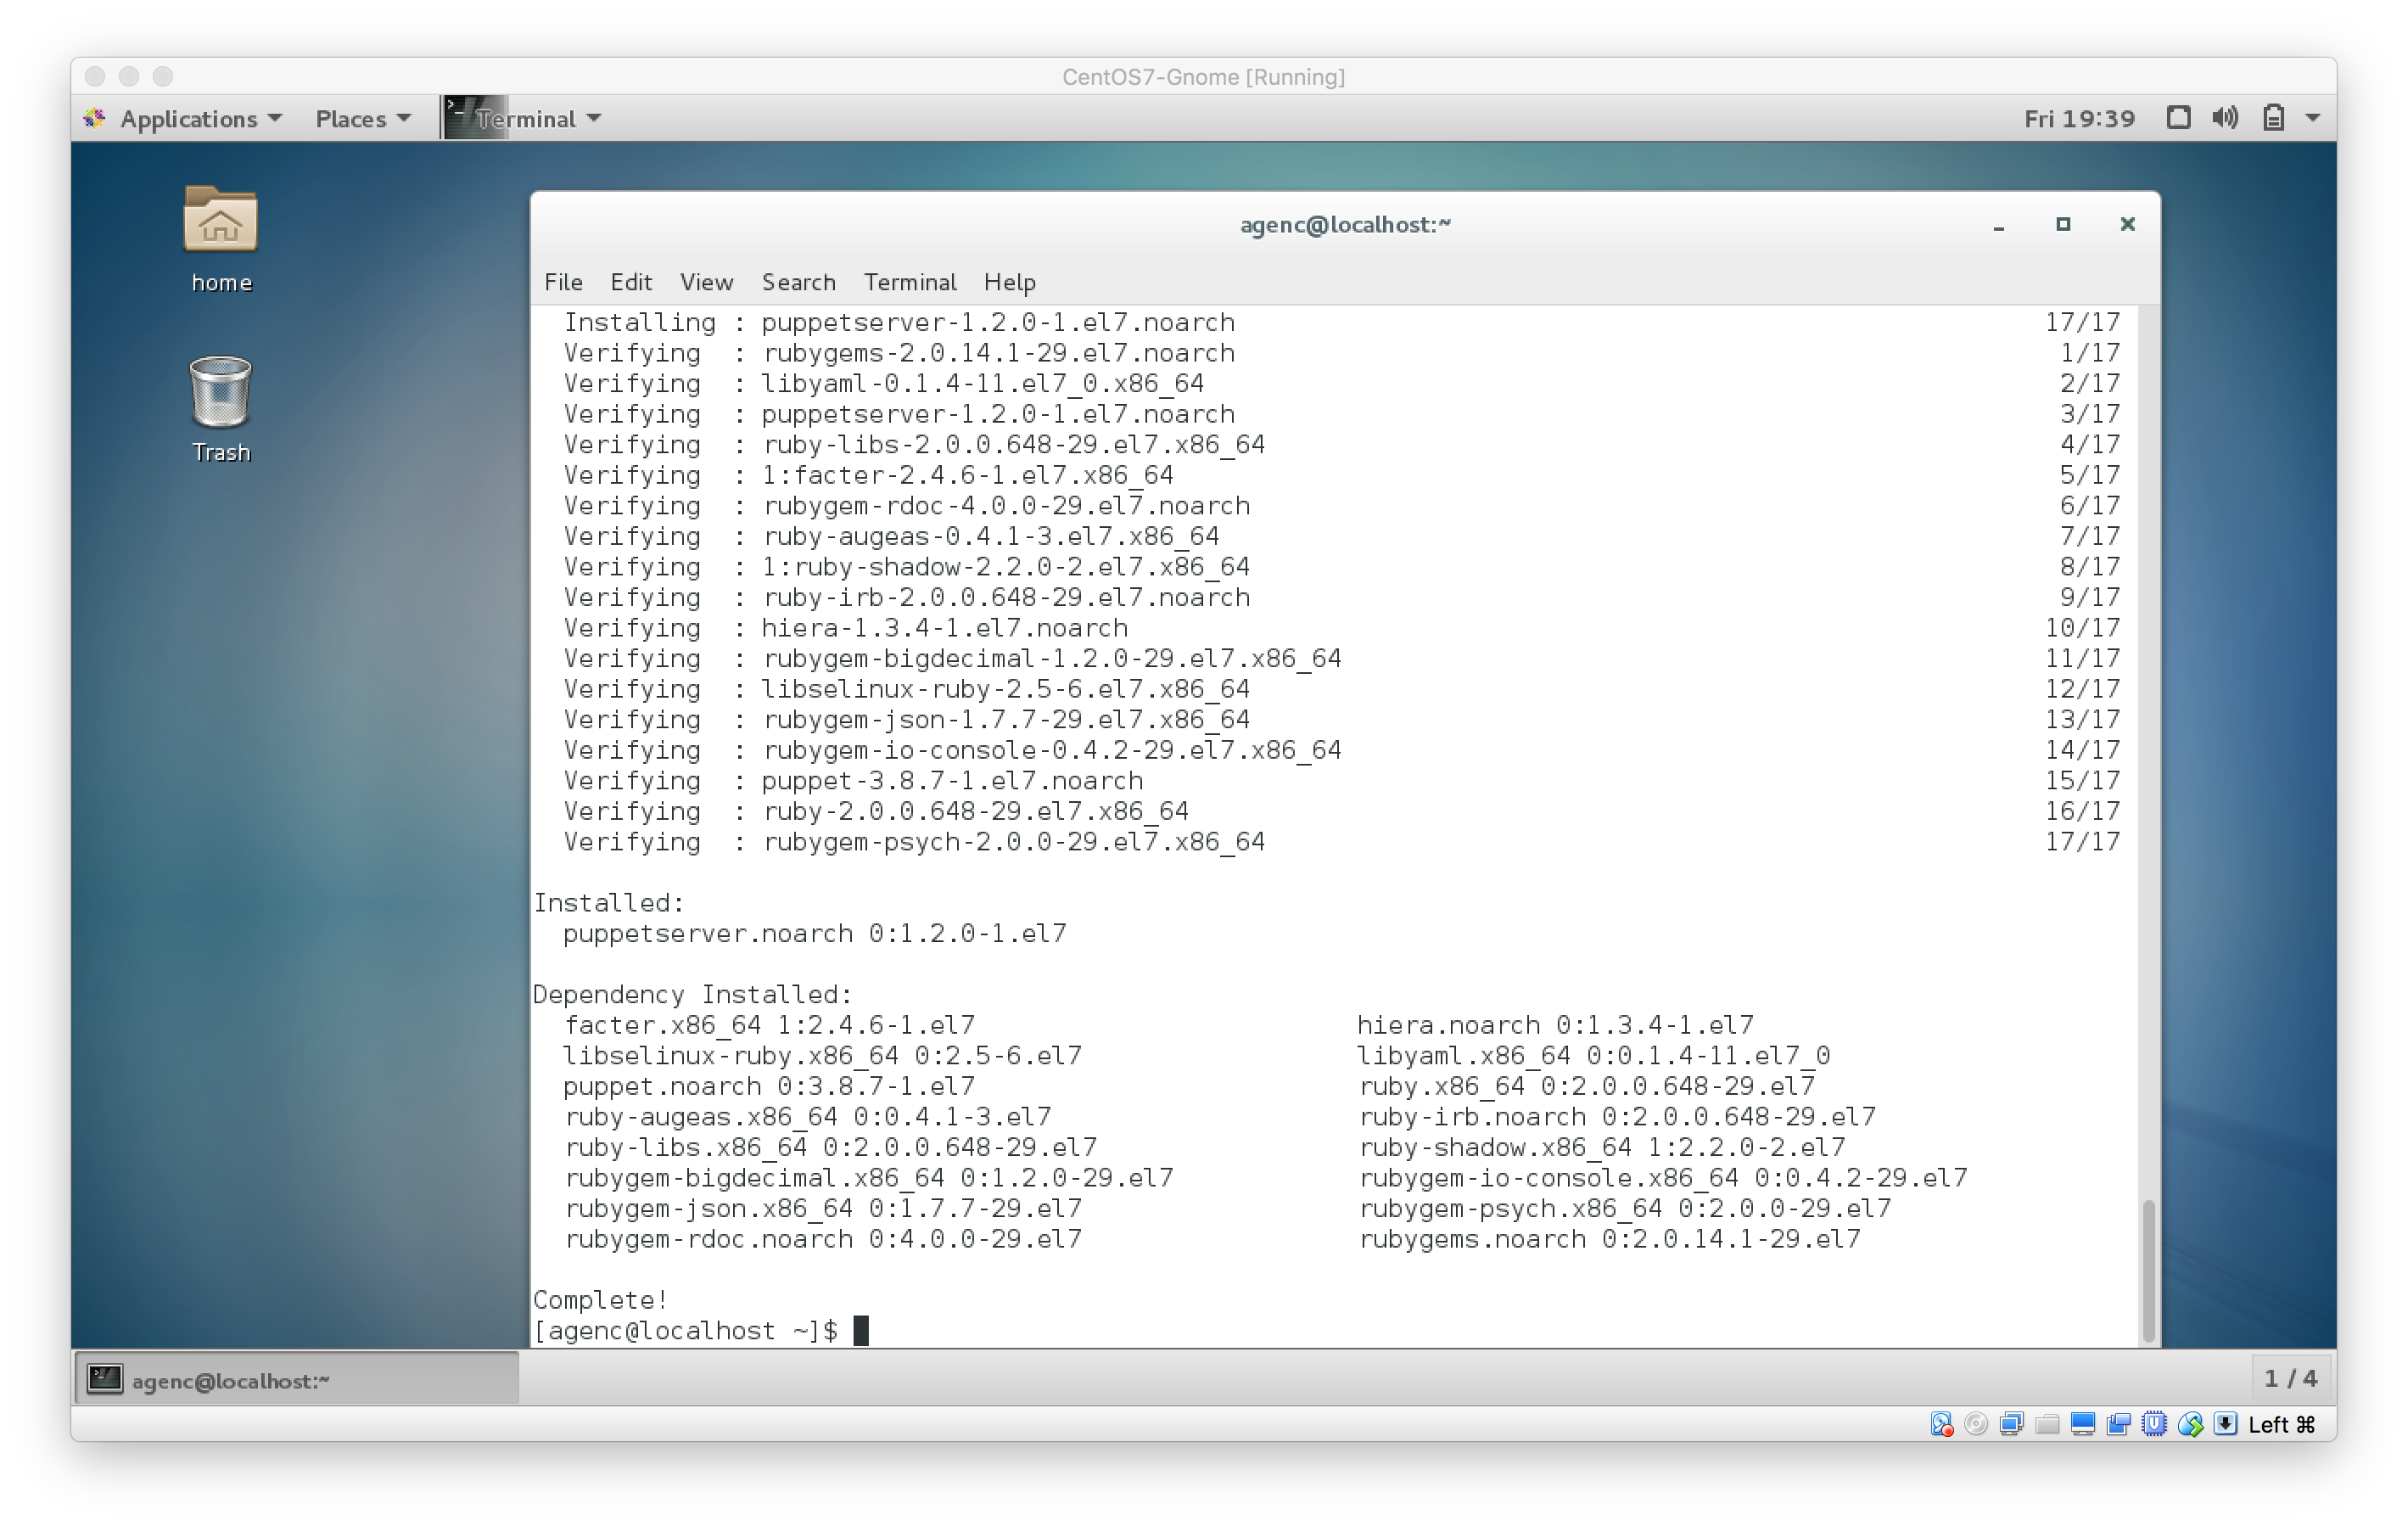 CentOS7-Gnome [Running]
Applications Places Terminal Fri 19:39
home
Trash
agenc@localhost:~
File Edit View Search Terminal Help
Installing : puppetserver-1.2.0-1.el7.noarch 17/17
Verifying : rubygems-2.0.14.1-29.el7.noarch 1/17
Verifying : libyaml-0.1.4-11.el7_0.x86_64 2/17
Verifying : puppetserver-1.2.0-1.el7.noarch 3/17
Verifying : ruby-libs-2.0.0.648-29.el7.x86_64 4/17
Verifying : 1:facter-2.4.6-1.el7.x86_64 5/17
Verifying : rubygem-rdoc-4.0.0-29.el7.noarch 6/17
Verifying : ruby-augeas-0.4.1-3.el7.x86_64 7/17
Verifying : 1:ruby-shadow-2.2.0-2.el7.x86_64 8/17
Verifying : ruby-irb-2.0.0.648-29.el7.noarch 9/17
Verifying : hiera-1.3.4-1.el7.noarch 10/17
Verifying : rubygem-bigdecimal-1.2.0-29.el7.x86_64 11/17
Verifying : libselinux-ruby-2.5-6.el7.x86_64 12/17
Verifying : rubygem-json-1.7.7-29.el7.x86_64 13/17
Verifying : rubygem-io-console-0.4.2-29.el7.x86_64 14/17
Verifying : puppet-3.8.7-1.el7.noarch 15/17
Verifying : ruby-2.0.0.648-29.el7.x86_64 16/17
Verifying : rubygem-psych-2.0.0-29.el7.x86_64 17/17
Installed:
puppetserver.noarch 0:1.2.0-1.el7
Dependency Installed:
facter.x86_64 1:2.4.6-1.el7 hiera.noarch 0:1.3.4-1.el7
libselinux-ruby.x86_64 0:2.5-6.el7 libyaml.x86_64 0:0.1.4-11.el7_0
puppet.noarch 0:3.8.7-1.el7 ruby.x86_64 0:2.0.0.648-29.el7
ruby-augeas.x86_64 0:0.4.1-3.el7 ruby-irb.noarch 0:2.0.0.648-29.el7
ruby-libs.x86_64 0:2.0.0.648-29.el7 ruby-shadow.x86_64 1:2.2.0-2.el7
rubygem-bigdecimal.x86_64 0:1.2.0-29.el7 rubygem-io-console.x86_64 0:0.4.2-29.el7
rubygem-json.x86_64 0:1.7.7-29.el7 rubygem-psych.x86_64 0:2.0.0-29.el7
rubygem-rdoc.noarch 0:4.0.0-29.el7 rubygems.noarch 0:2.0.14.1-29.el7
Complete!
[agenc@localhost ~]$
agenc@localhost:~ 1 / 4
Left ⌘